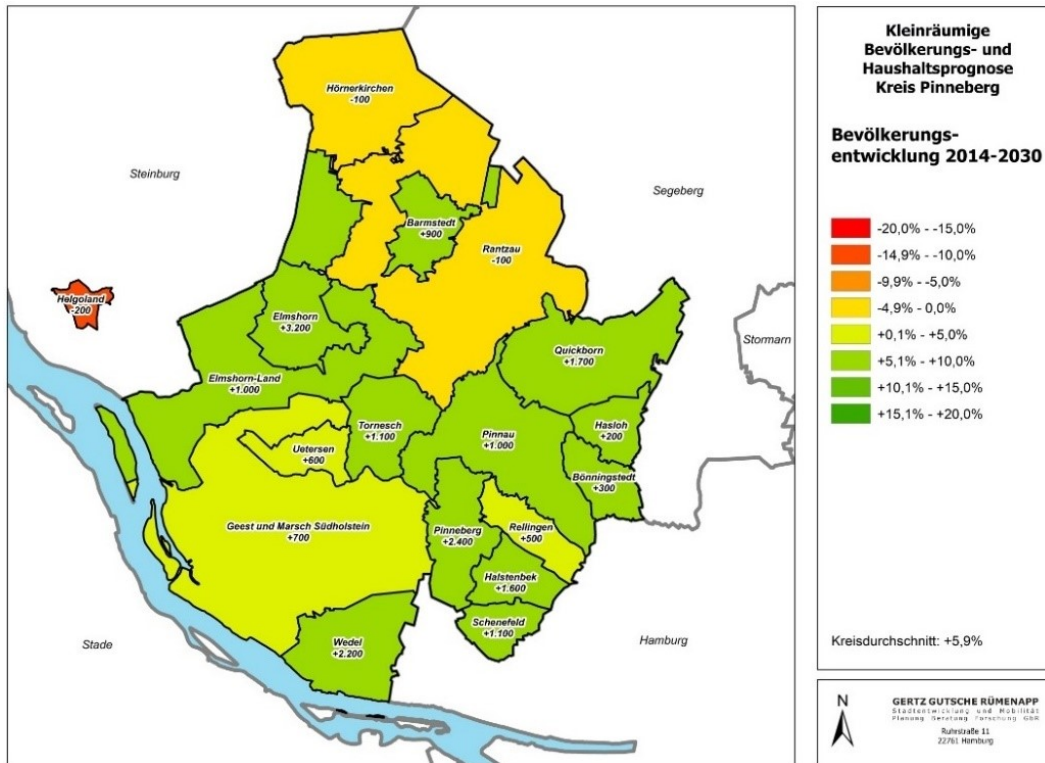 Hörnerkirchen
-100
Steinburg
Segeberg
Barmstedt
+900
Rantzau
-100
Helgoland
-200
Elmshorn
+3.200
Stormarn
Quickborn
+1.700
Elmshorn-Land
+1.000
Tornesch
+1.100
Hasloh
+200
Pinnau
+1.000
Uetersen
+600
Bönningstedt
+300
Geest und Marsch Südholstein
+700
Pinneberg
+2.400
Rellingen
+500
Halstenbek
+1.600
Schenefeld
+1.100
Wedel
+2.200
Stade
Hamburg
Kleinräumige
Bevölkerungs- und
Haushaltsprognose
Kreis Pinneberg
Bevölkerungs-
entwicklung 2014-2030
-20,0% - -15,0%
-14,9% - -10,0%
-9,9% - -5,0%
-4,9% - 0,0%
+0,1% - +5,0%
+5,1% - +10,0%
+10,1% - +15,0%
+15,1% - +20,0%
Kreisdurchschnitt: +5,9%
N
GERTZ GUTSCHE RÜMENAPP
Stadtentwicklung und Mobilität
Planung Beratung Forschung GbR
Ruhrstraße 11
22761 Hamburg